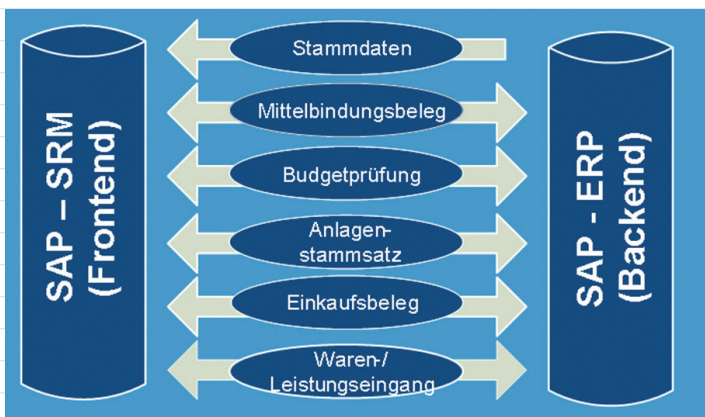 SAP – SRM
(Frontend)
Stammdaten
Mittelbindungsbeleg
Budgetprüfung
Anlagen-
stammsatz
Einkaufsbeleg
Waren-/
Leistungseingang
SAP - ERP
(Backend)